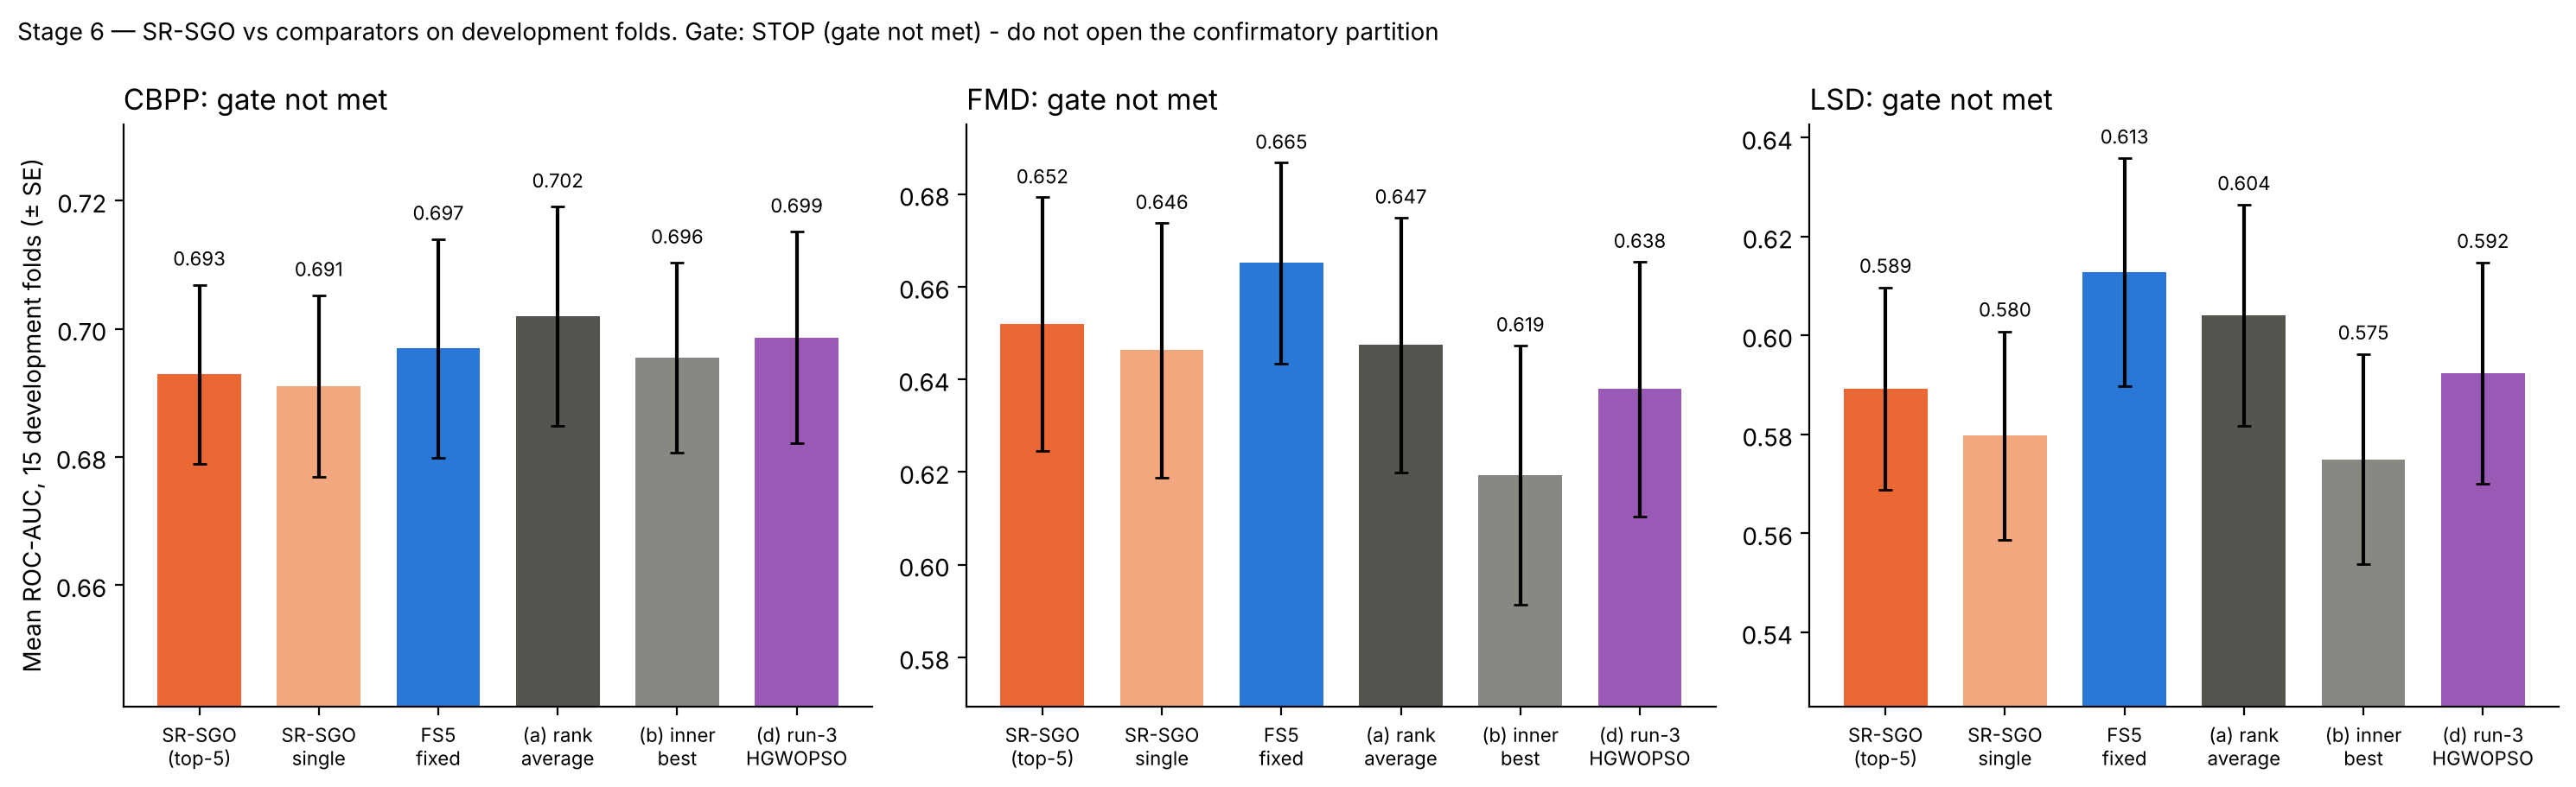 Stage 6 — SR-SGO vs comparators on development folds. Gate: STOP (gate not met) - do not open the confirmatory partition
CBPP: gate not met
Mean ROC-AUC, 15 development folds (± SE)
0.72
0.70
0.68
0.66
0.693
0.691
0.697
0.702
0.696
0.699
SR-SGO
(top-5)
SR-SGO
single
FS5
fixed
(a) rank
average
(b) inner
best
(d) run-3
HGWOPSO
FMD: gate not met
0.68
0.66
0.64
0.62
0.60
0.58
0.652
0.646
0.665
0.647
0.619
0.638
SR-SGO
(top-5)
SR-SGO
single
FS5
fixed
(a) rank
average
(b) inner
best
(d) run-3
HGWOPSO
LSD: gate not met
0.64
0.62
0.60
0.58
0.56
0.54
0.589
0.580
0.613
0.604
0.575
0.592
SR-SGO
(top-5)
SR-SGO
single
FS5
fixed
(a) rank
average
(b) inner
best
(d) run-3
HGWOPSO